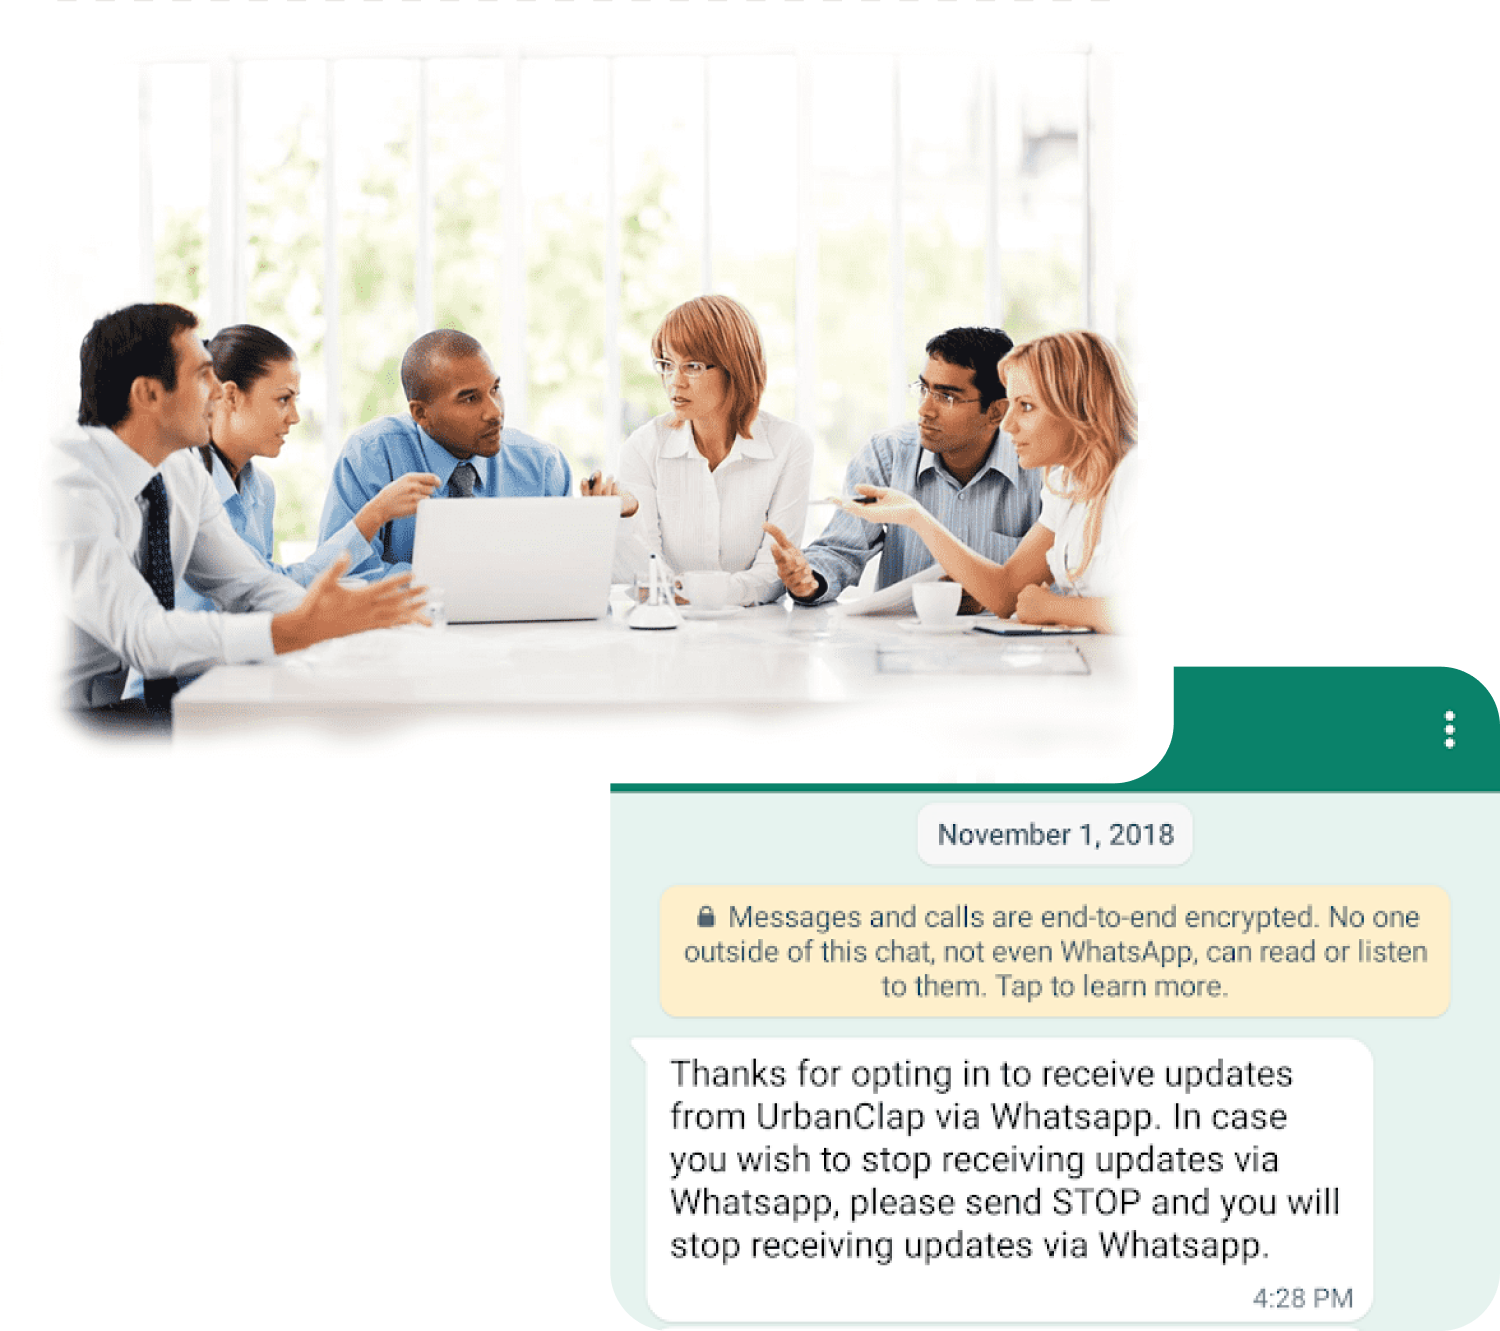 November 1, 2018
Messages and calls are end-to-end encrypted. No one
outside of this chat, not even WhatsApp, can read or listen
to them. Tap to learn more.
Thanks for opting in to receive updates
from UrbanClap via Whatsapp. In case
you wish to stop receiving updates via
Whatsapp, please send STOP and you will
stop receiving updates via Whatsapp.
4:28 PM